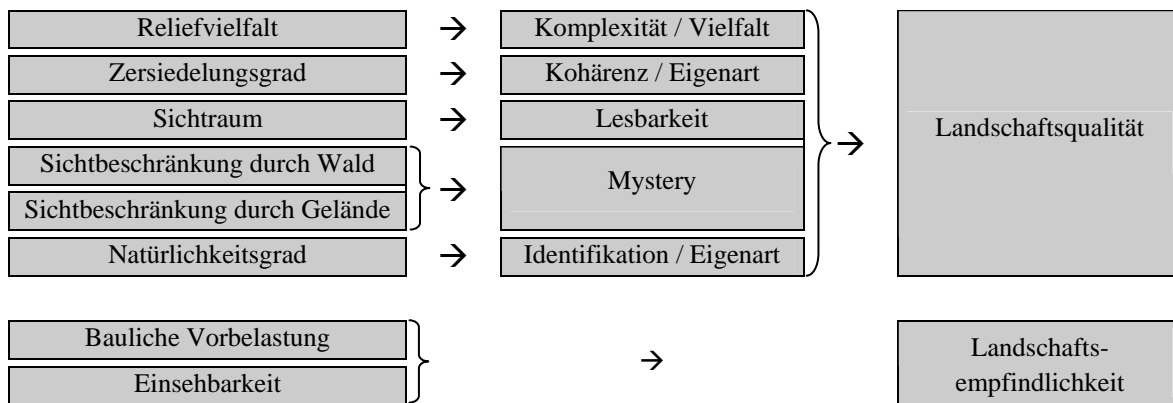 Reliefvielfalt → Komplexität / Vielfalt
Zersiedelungsgrad → Kohärenz / Eigenart
Sichtraum → Lesbarkeit
Sichtbeschränkung durch Wald
Sichtbeschränkung durch Gelände
→ Mystery
Natürlichkeitsgrad → Identifikation / Eigenart
→ Landschaftsqualität
Bauliche Vorbelastung
Einsehbarkeit
→ Landschafts-
empfindlichkeit